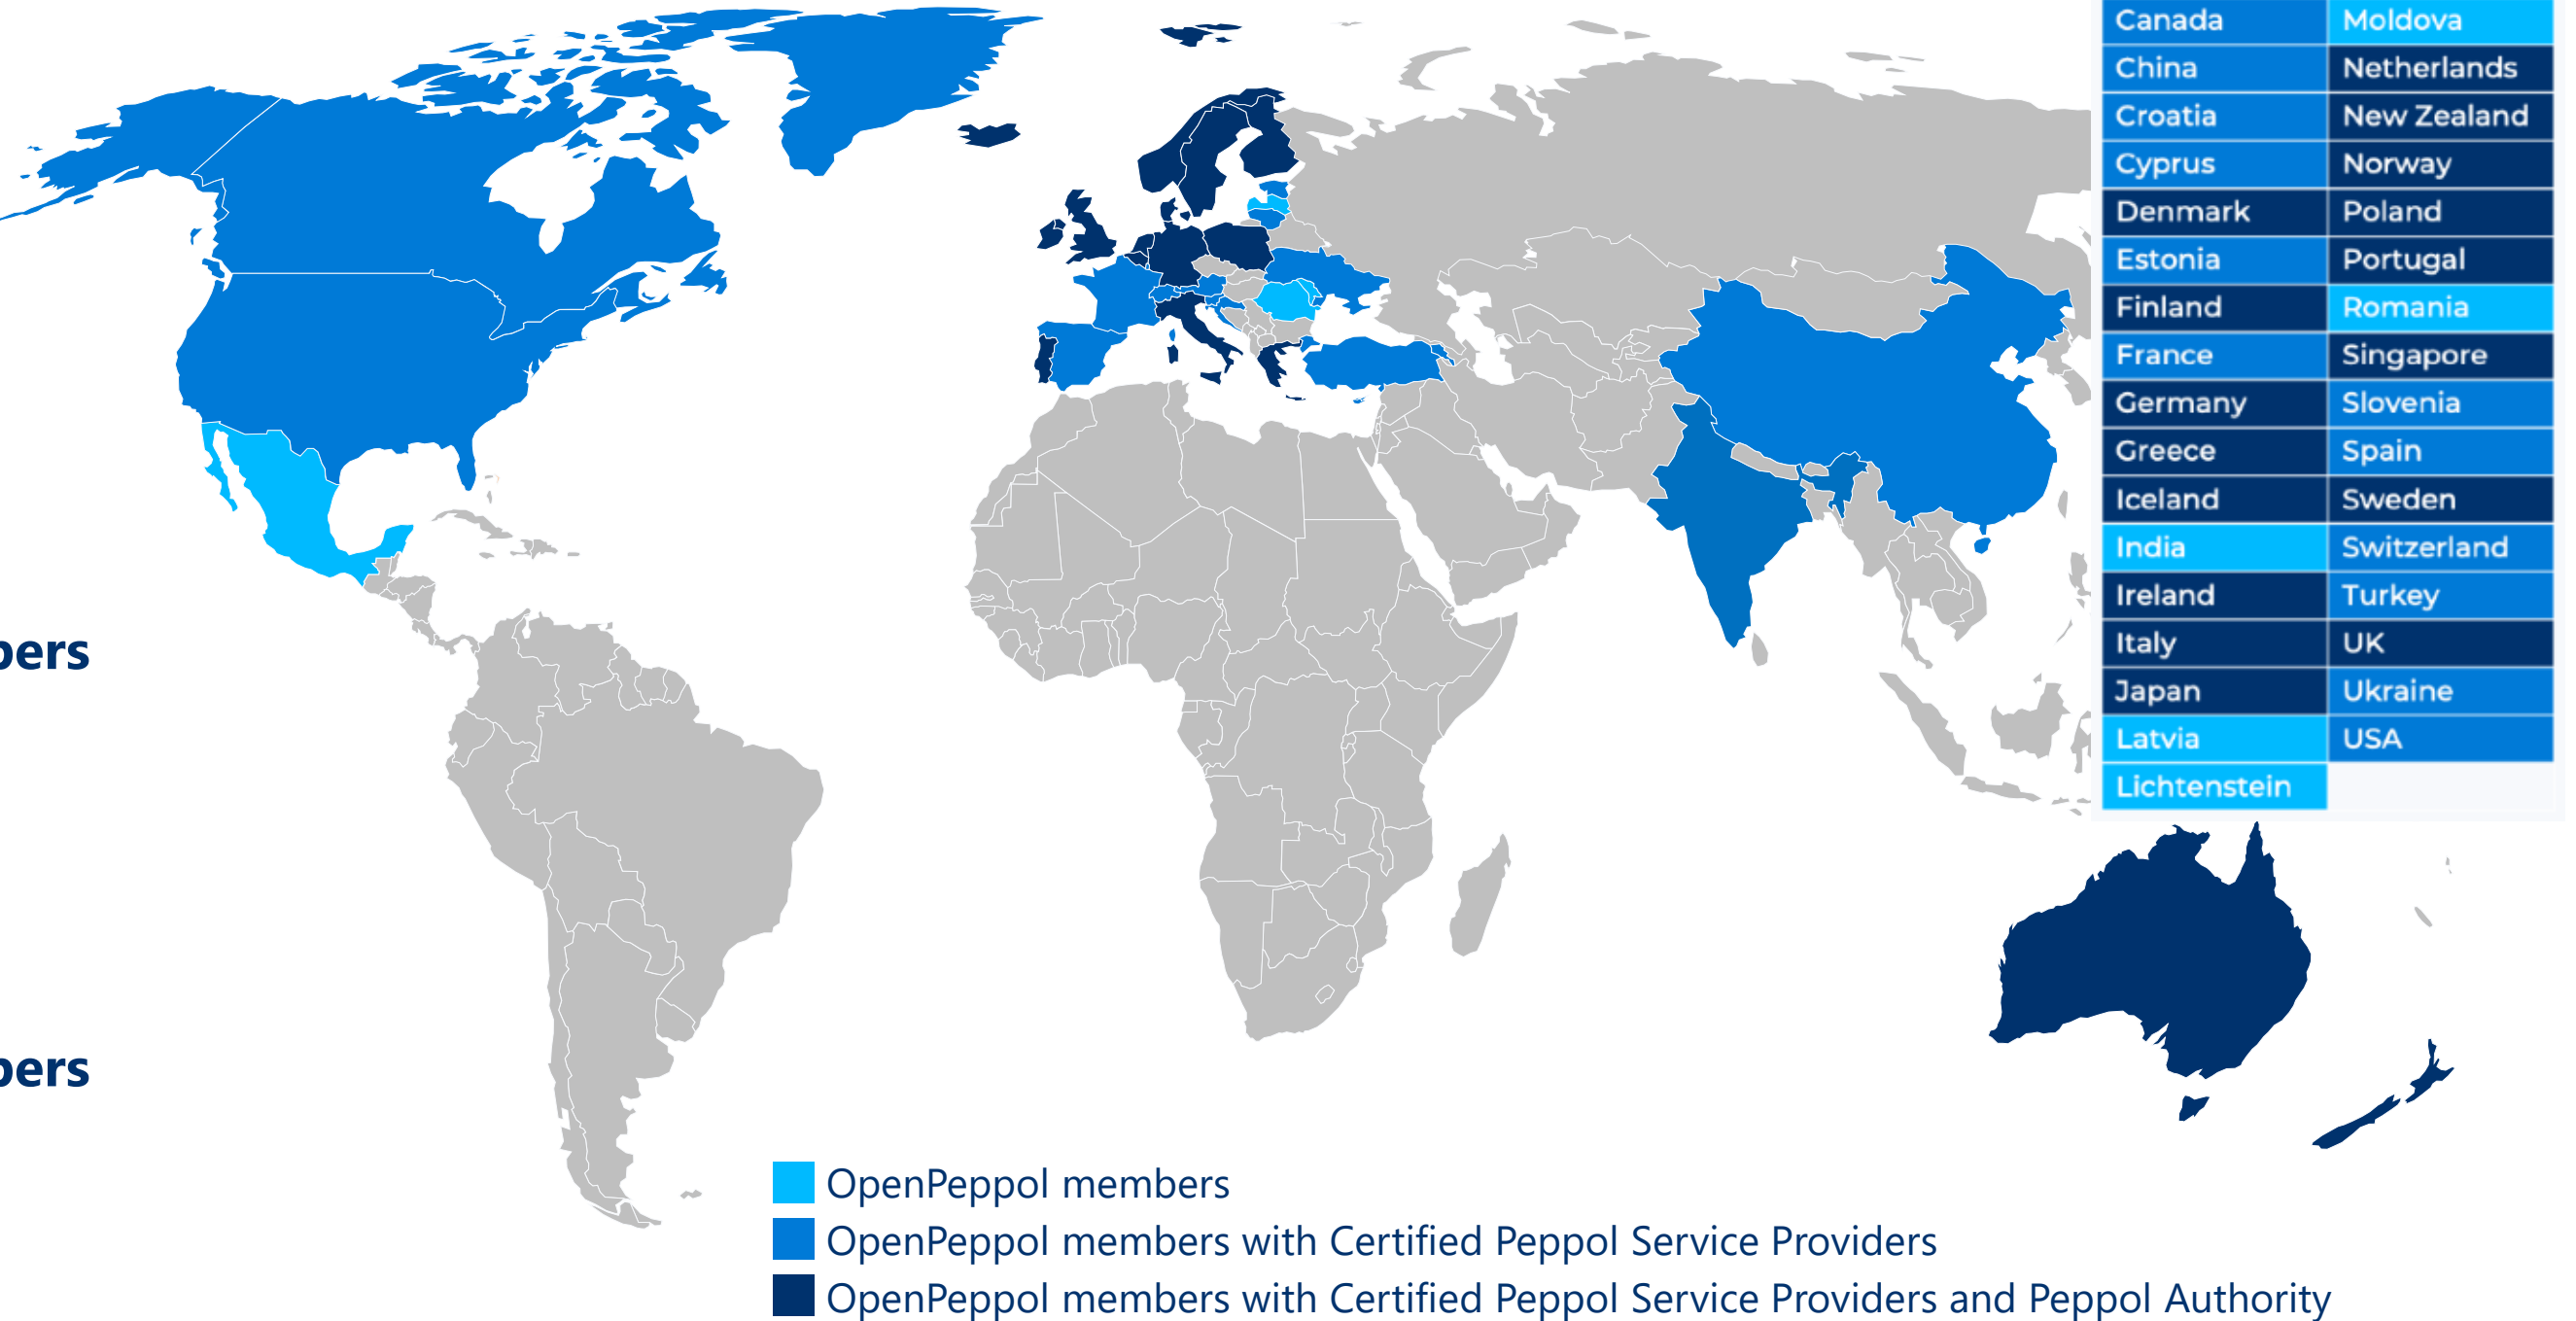 Canada Moldova
China Netherlands
Croatia New Zealand
Cyprus Norway
Denmark Poland
Estonia Portugal
Finland Romania
France Singapore
Germany Slovenia
Greece Spain
Iceland Sweden
India Switzerland
Ireland Turkey
Italy UK
Japan Ukraine
Latvia USA
Lichtenstein
bers
bers
OpenPeppol members
OpenPeppol members with Certified Peppol Service Providers
OpenPeppol members with Certified Peppol Service Providers and Peppol Authority